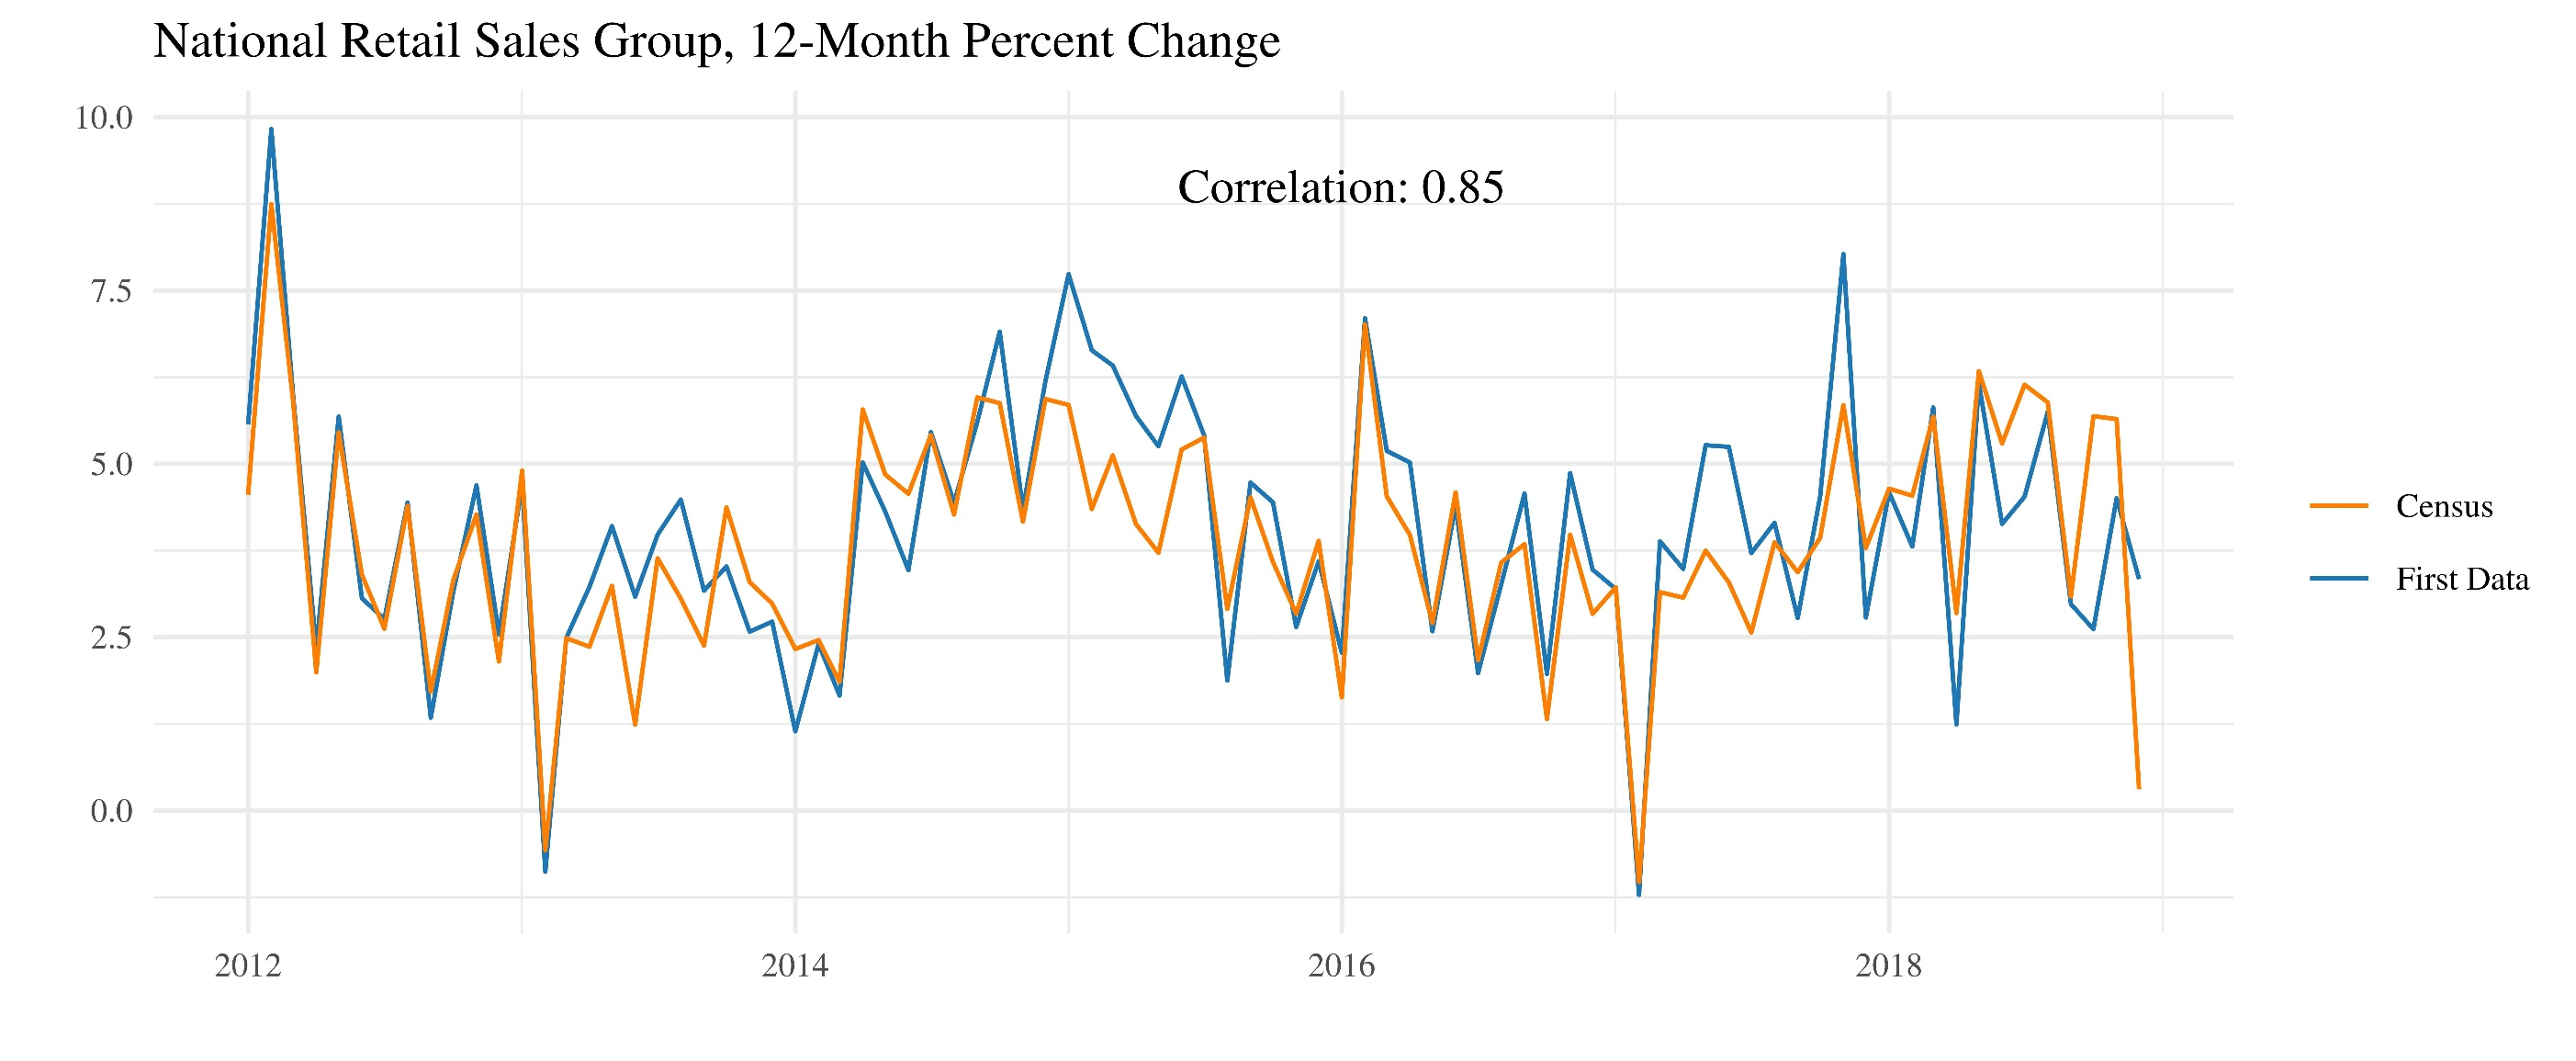 National Retail Sales Group, 12-Month Percent Change
10.0
Correlation: 0.85
7.5
5.0
Census
First Data
2.5
0.0
2012
2014
2016
2018